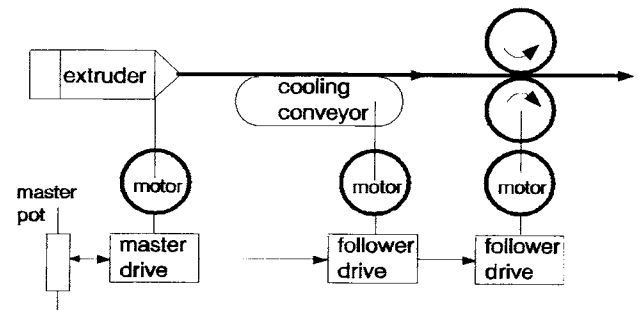 extruder
cooling
conveyor
motor
motor
motor
master
pot
master
drive
follower
drive
follower
drive